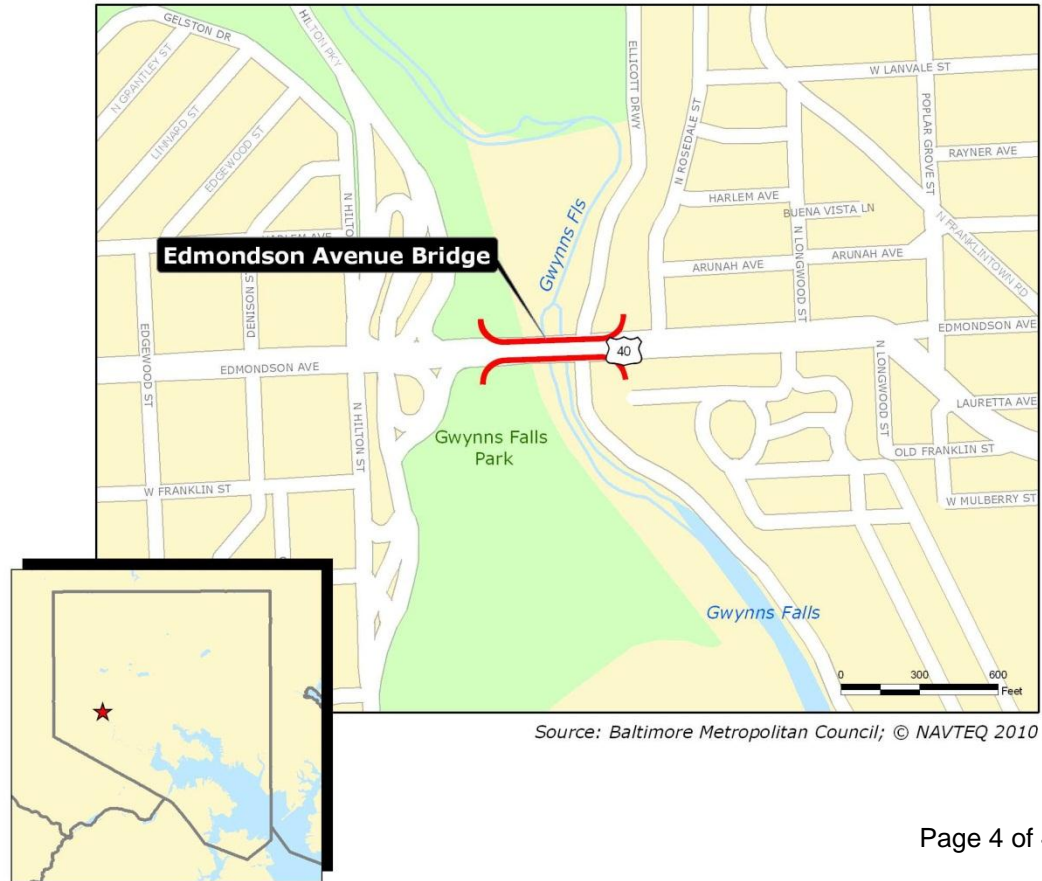 GELSTON DR
HILTON PKY
N GRANTLEY ST
LINNARD ST
EDGEWOOD ST
ELLICOTT DRWY
W LANVALE ST
POPLAR GROVE ST
N ROSEDALE ST
RAYNER AVE
HARLEM AVE
BUENA VISTA LN
N FRANKLINTOWN RD
N LONGWOOD ST
ARUNAH AVE
ARUNAH AVE
Gwynns Fls
Edmondson Avenue Bridge
DENISON S
EDGEWOOD ST
EDMONDSON AVE
40
EDMONDSON AVE
N LONGWOOD ST
LAURETTA AVE
N HILTON ST
Gwynns Falls
Park
OLD FRANKLIN ST
W FRANKLIN ST
W MULBERRY ST
Gwynns Falls
0 300 600
Feet
Source: Baltimore Metropolitan Council; © NAVTEQ 2010
Page 4 of